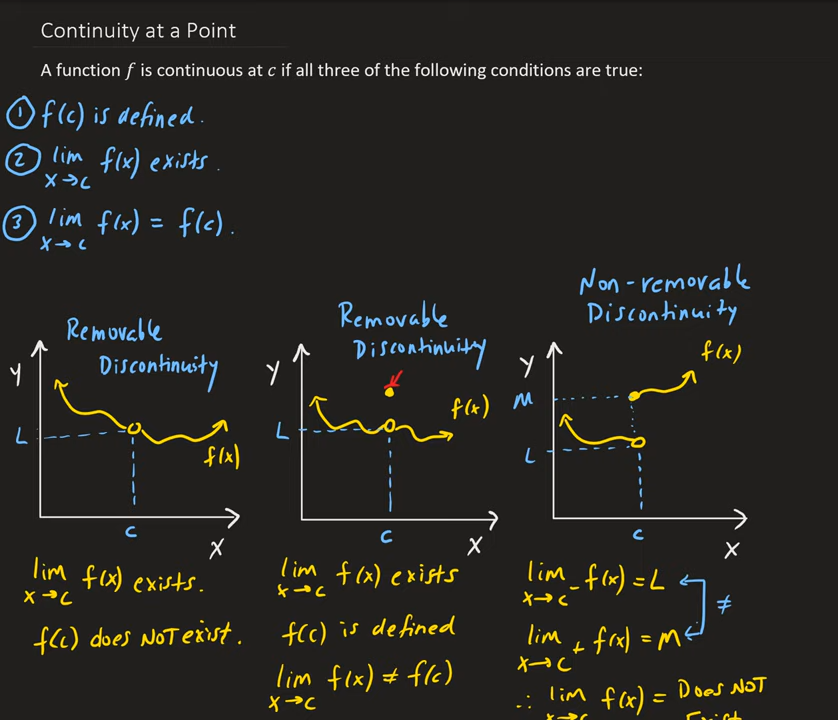 Continuity at a Point
A function f is continuous at c if all three of the following conditions are true:
① f(c) is defined.
② lim x→c f(x) exists.
③ lim x→c f(x) = f(c).
Removable
Discontinuity
y
L
f(x)
c
x
lim x→c f(x) exists.
f(c) does NOT exist.
Removable
Discontinuity
y
f(x)
L
c
x
lim x→c f(x) exists
f(c) is defined
lim x→c f(x) ≠ f(c)
Non-removable
Discontinuity
y
f(x)
M
L
c
x
lim x→c⁻ f(x) = L
≠
lim x→c⁺ f(x) = M
∴ lim x→c f(x) = Does NOT
Exist